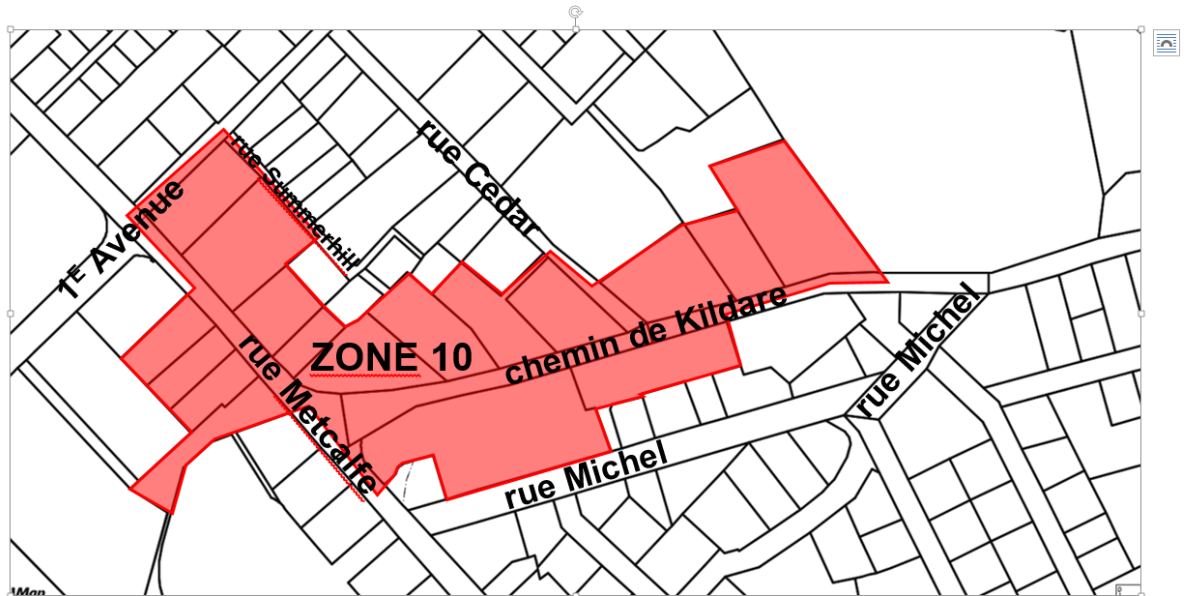 rue Cedar
rue Summerhill
1E Avenue
chemin de Kildare
rue Michel
ZONE 10
rue Metcalfe
rue Michel